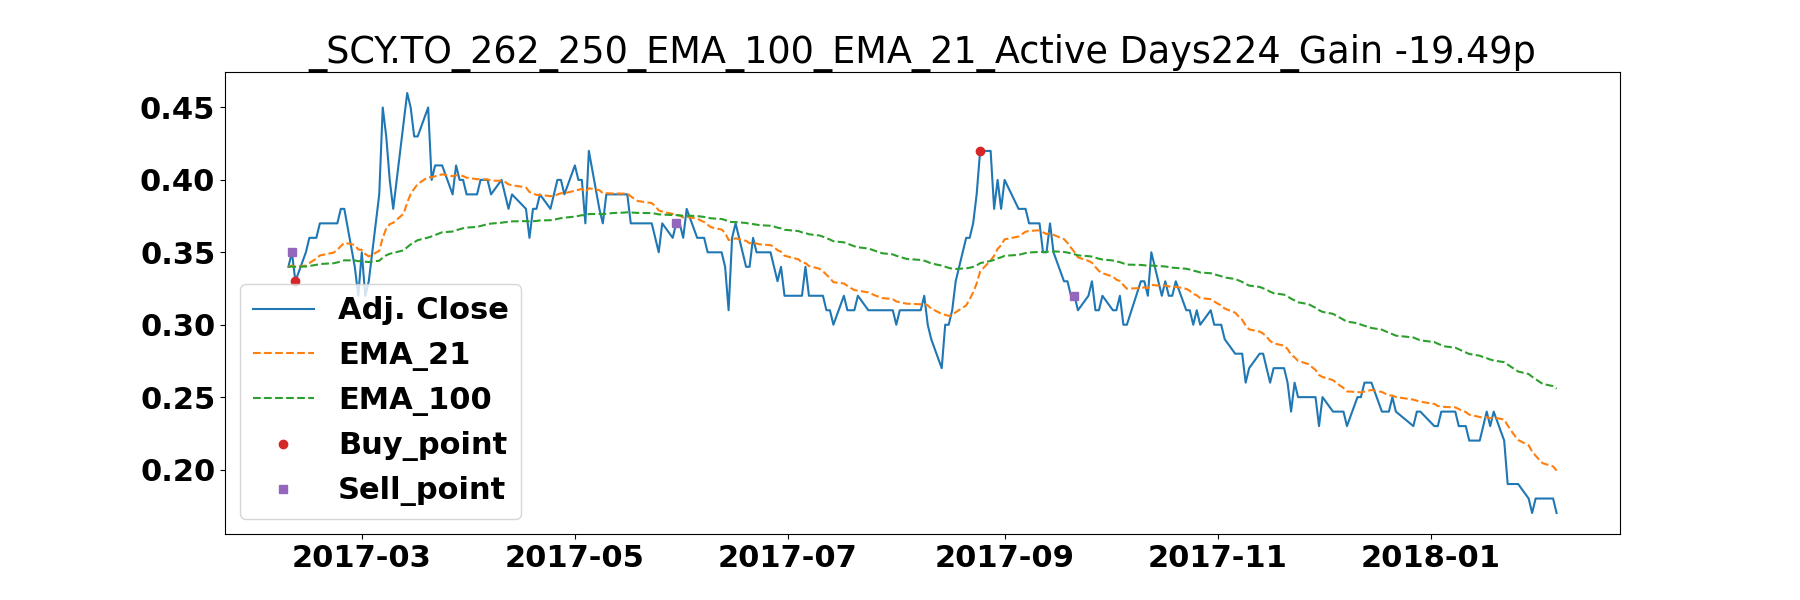 _SCY.TO_262_250_EMA_100_EMA_21_Active Days224_Gain -19.49p
0.45
0.40
0.35
0.30
0.25
0.20
Adj. Close
EMA_21
EMA_100
Buy_point
Sell_point
2017-03 2017-05 2017-07 2017-09 2017-11 2018-01